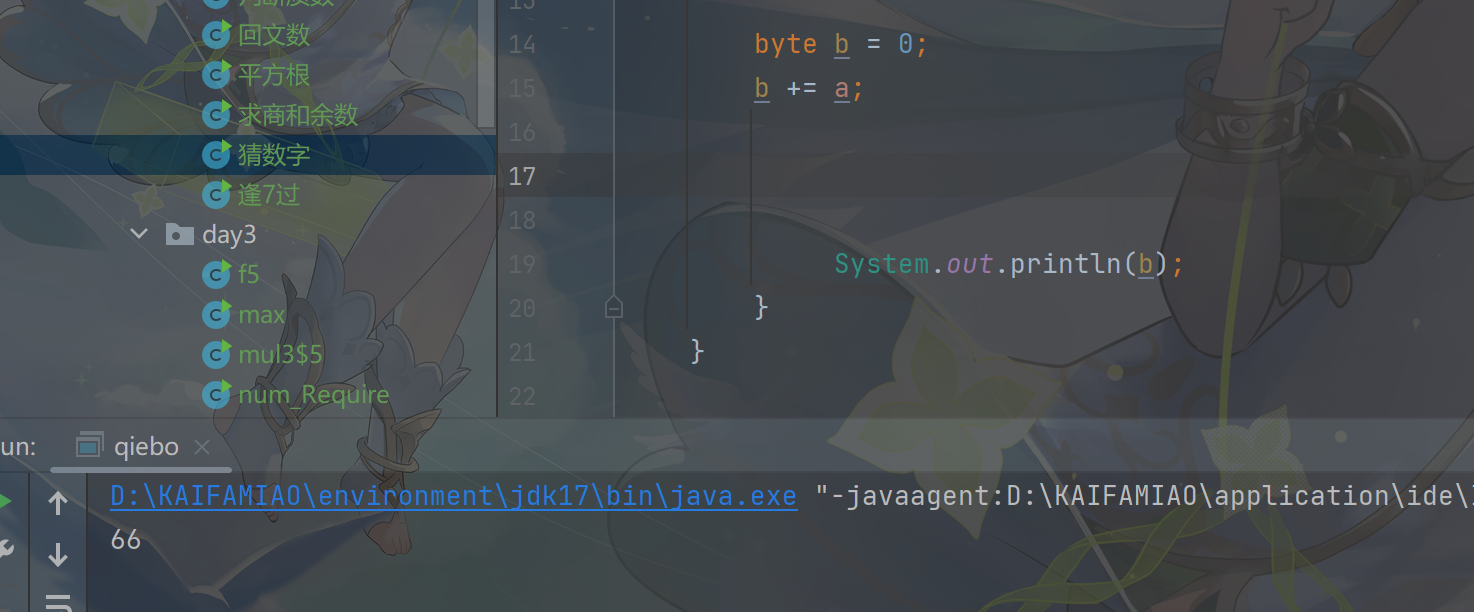 回文数
平方根
求商和余数
猜数字
逢7过
day3
f5
max
mul3$5
num_Require
13
14 byte b = 0;
15 b += a;
16
17
18
19 System.out.println(b);
20 }
21 }
22
un: qiebo
D:\KAIFAMIAO\environment\jdk17\bin\java.exe "-javaagent:D:\KAIFAMIAO\application\ide\
66